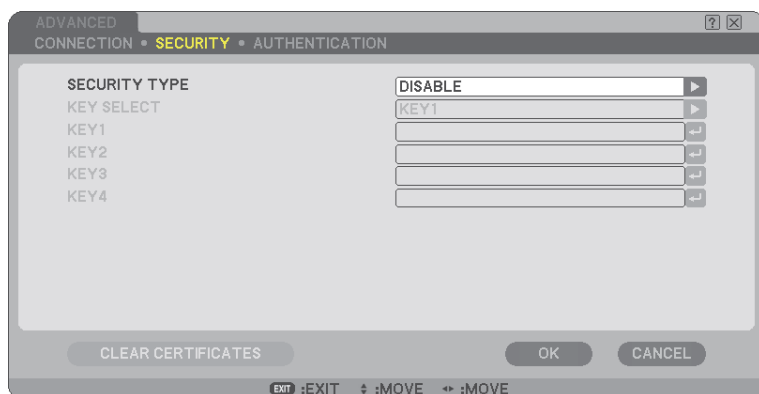 ADVANCED
CONNECTION • SECURITY • AUTHENTICATION
SECURITY TYPE DISABLE
KEY SELECT KEY1
KEY1
KEY2
KEY3
KEY4
CLEAR CERTIFICATES OK CANCEL
EXIT :EXIT :MOVE :MOVE